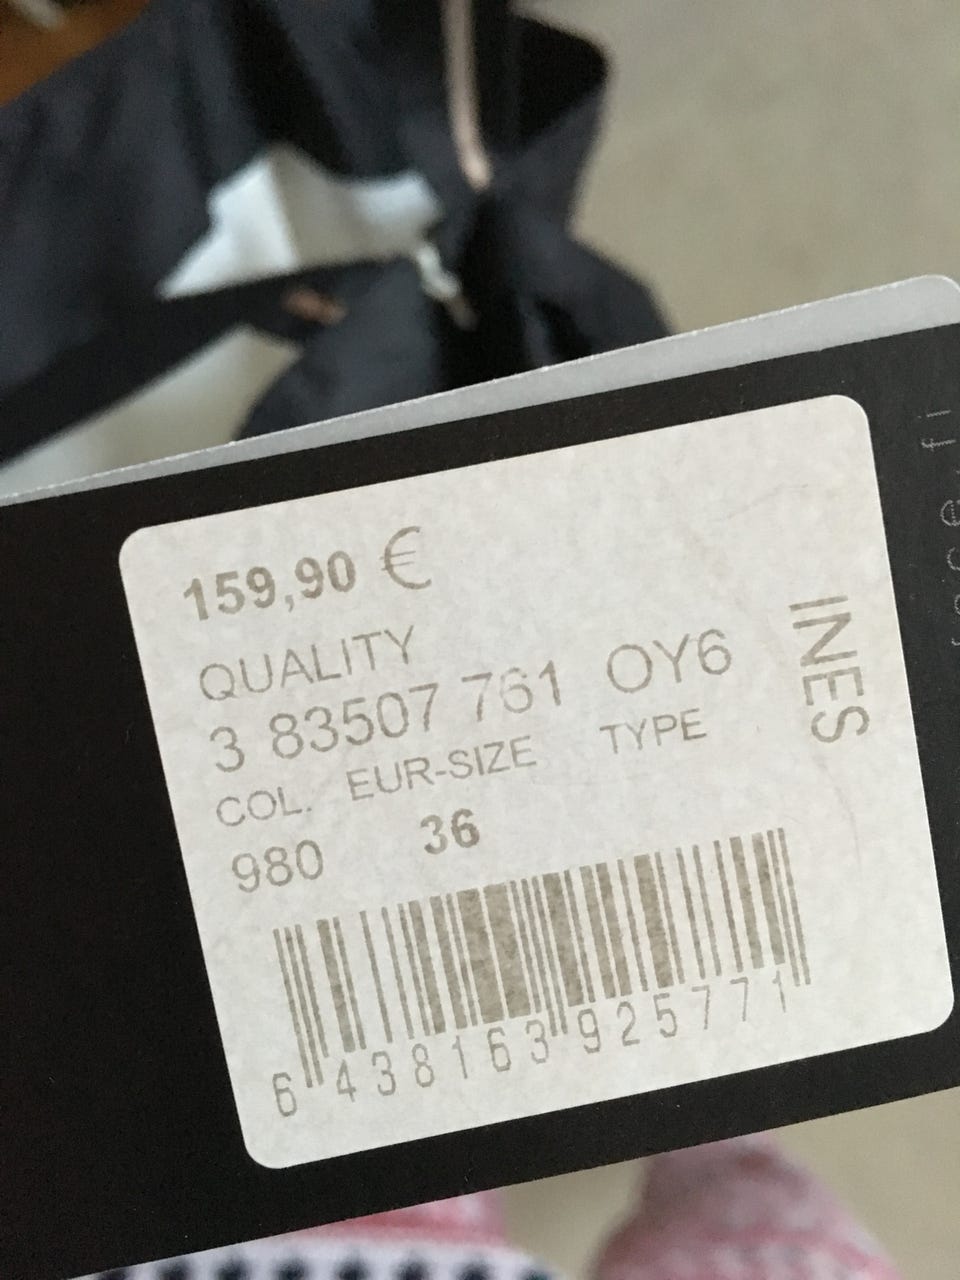 159,90 €
QUALITY
3 83507 761 OY6
COL. EUR-SIZE TYPE
980 36
6 438163 925771
INES